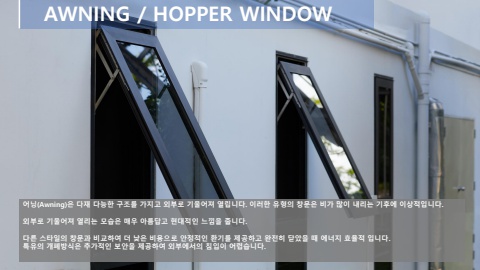 AWNING / HOPPER WINDOW
어닝(Awning)은 다재 다능한 구조를 가지고 외부로 기울어져 열립니다. 이러한 유형의 창문은 비가 많이 내리는 기후에 이상적입니다.
외부로 기울어져 열리는 모습은 매우 아름답고 현대적인 느낌을 줍니다.
다른 스타일의 창문과 비교하여 더 낮은 비용으로 안정적인 환기를 제공하고 완전히 닫았을 때 에너지 효율적 입니다.
특유의 개폐방식은 추가적인 보안을 제공하여 외부에서의 침입이 어렵습니다.